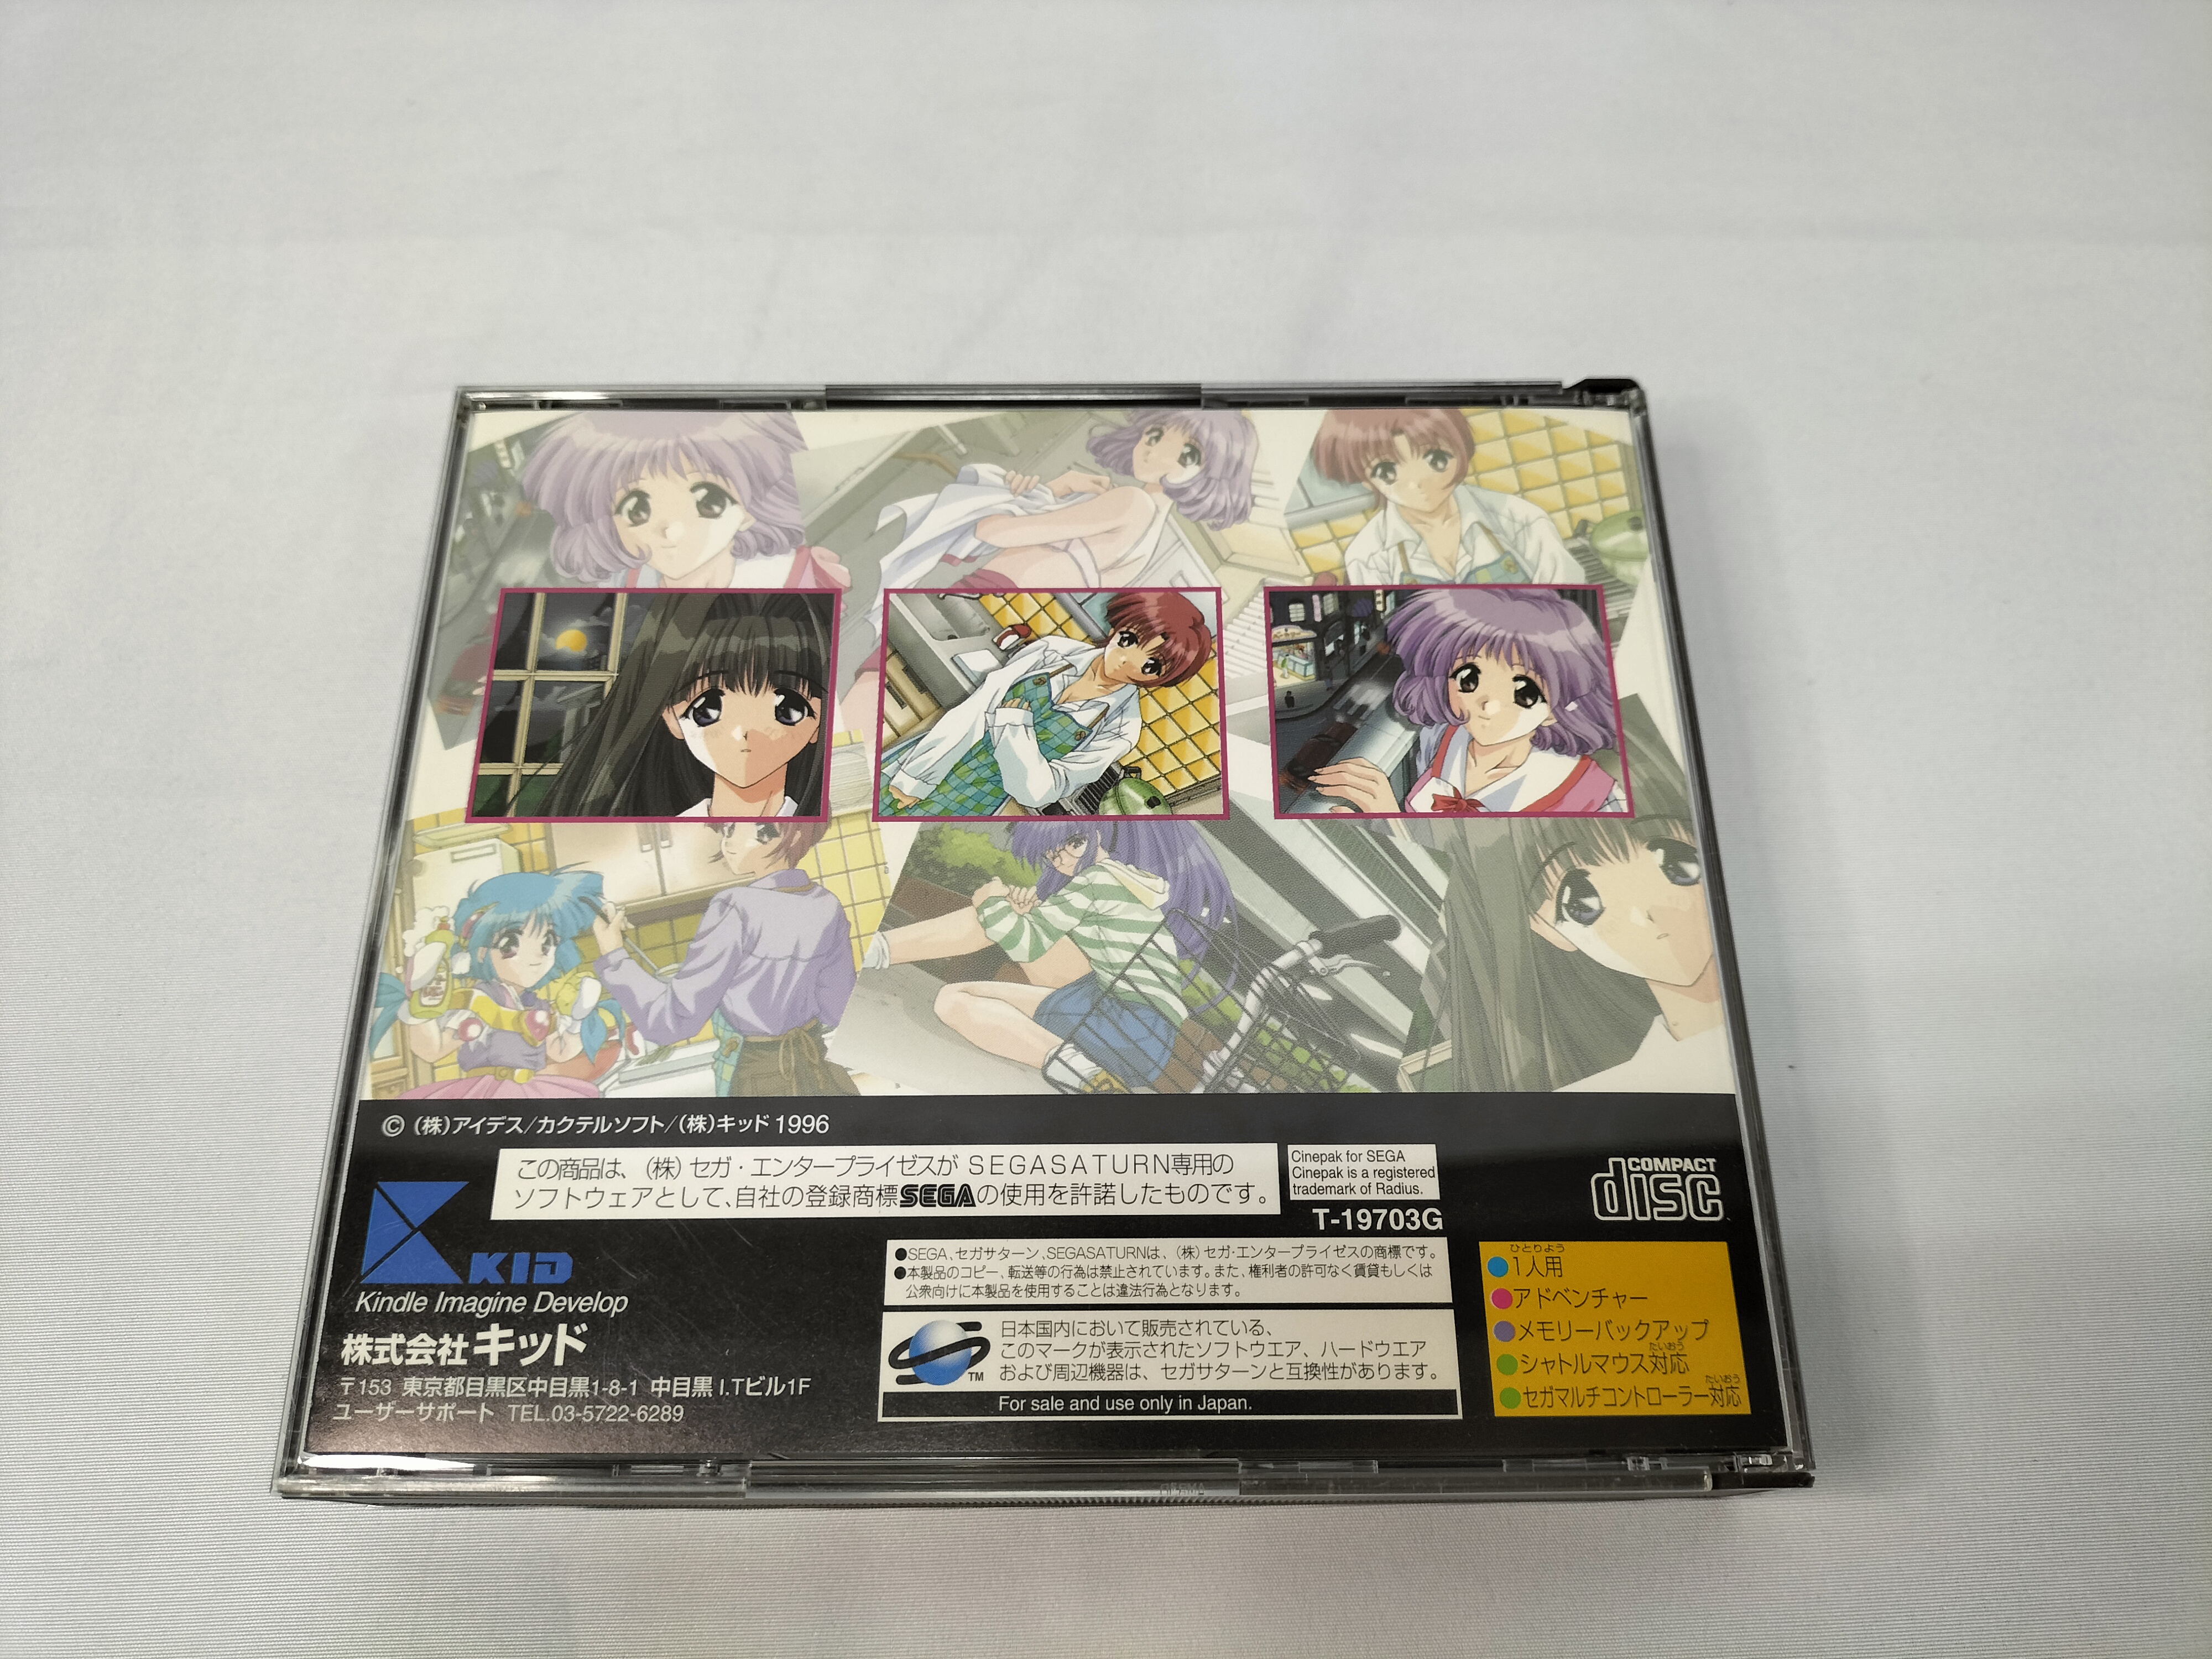 © (株)アイデス/カクテルソフト/(株)キッド 1996
この商品は、(株)セガ・エンタープライゼスが SEGASATURN専用の
ソフトウェアとして、自社の登録商標SEGAの使用を許諾したものです。
Cinepak for SEGA
Cinepak is a registered
trademark of Radius.
T-19703G
COMPACT
disc
KID
Kindle Imagine Develop
株式会社キッド
〒153 東京都目黒区中目黒1-8-1 中目黒 I.Tビル1F
ユーザーサポート TEL.03-5722-6289
●SEGA、セガサターン、SEGASATURNは、(株)セガ・エンタープライゼスの商標です。
●本製品のコピー、転送等の行為は禁止されています。また、権利者の許可なく賃貸もしくは
公衆向けに本製品を使用することは違法行為となります。
日本国内において販売されている、
このマークが表示されたソフトウエア、ハードウエア
および周辺機器は、セガサターンと互換性があります。
TM
For sale and use only in Japan.
ひとりよう
●1人用
●アドベンチャー
●メモリーバックアップ
たいおう
●シャトルマウス対応
たいおう
●セガマルチコントローラー対応